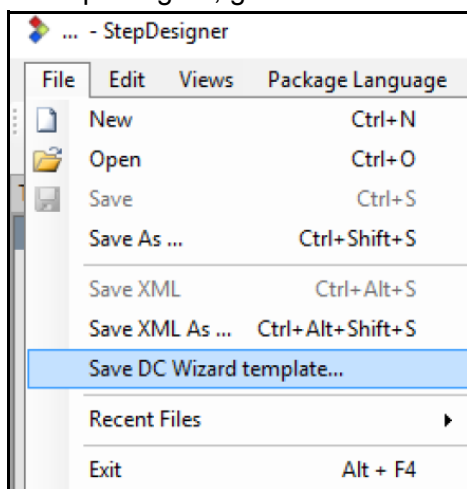 ... - StepDesigner
File Edit Views Package Language
New Ctrl+N
Open Ctrl+O
Save Ctrl+S
Save As ... Ctrl+Shift+S
Save XML Ctrl+Alt+S
Save XML As ... Ctrl+Alt+Shift+S
Save DC Wizard template...
Recent Files
Exit Alt + F4